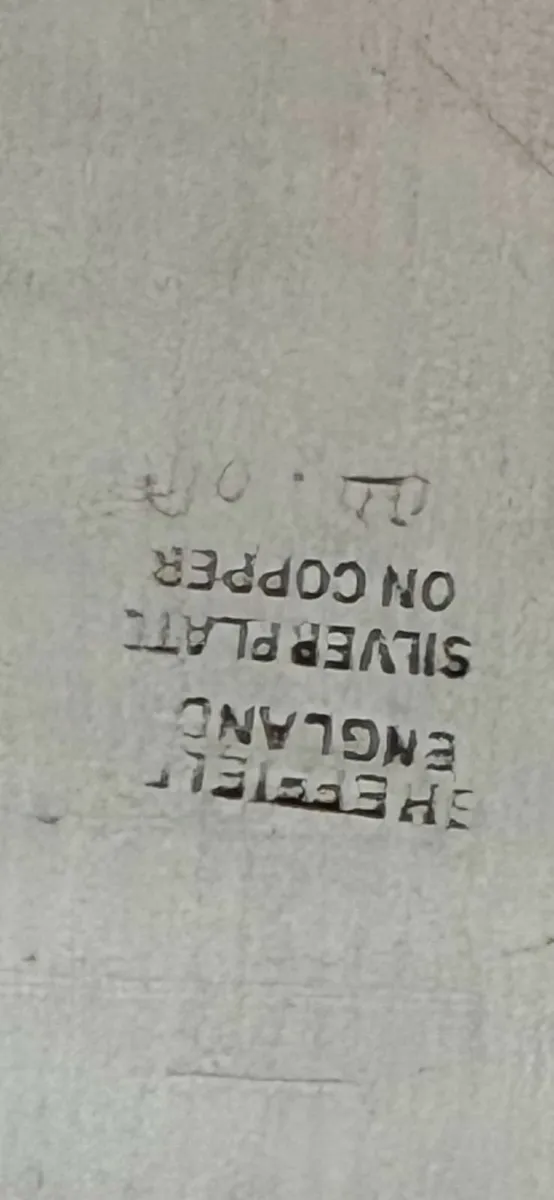 SHEFFIELD
ENGLAND
SILVER PLATE
ON COPPER